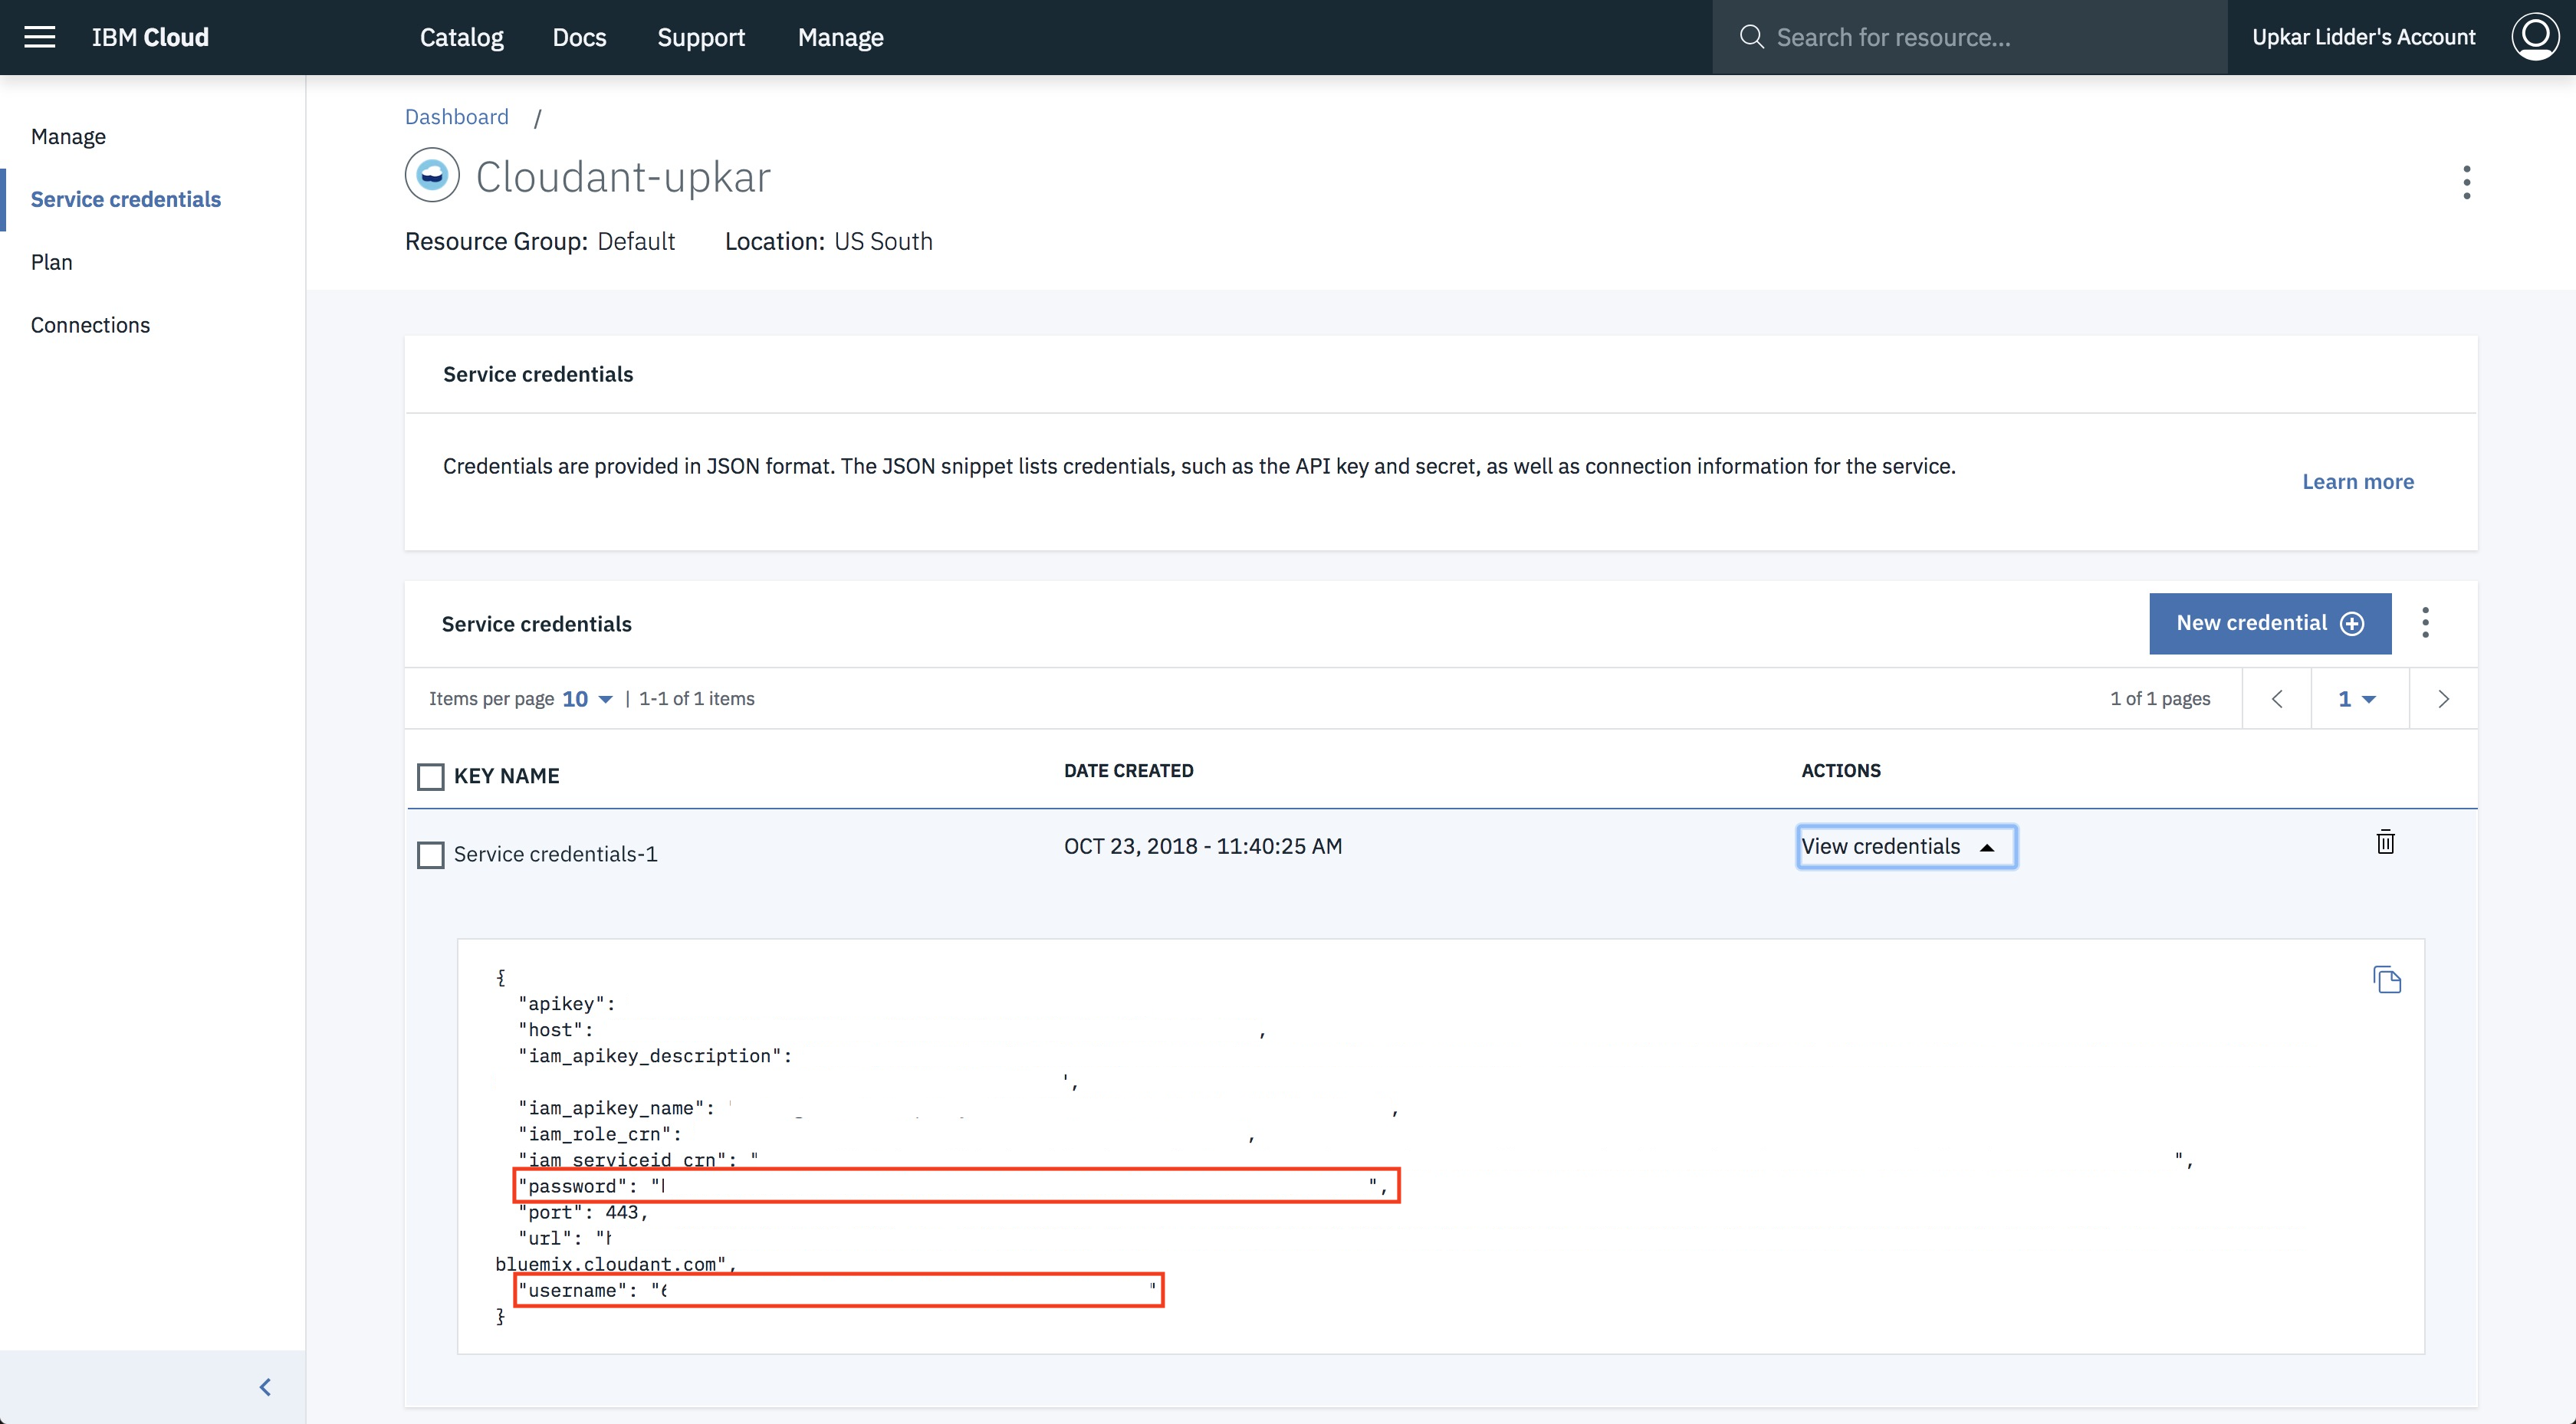 IBM Cloud
Catalog
Docs
Support
Manage
Search for resource...
Upkar Lidder's Account
Manage
Service credentials
Plan
Connections
Dashboard /
Cloudant-upkar
Resource Group: Default Location: US South
Service credentials
Credentials are provided in JSON format. The JSON snippet lists credentials, such as the API key and secret, as well as connection information for the service.
Learn more
Service credentials
New credential
Items per page 10 | 1-1 of 1 items
1 of 1 pages
1
KEY NAME
DATE CREATED
ACTIONS
Service credentials-1
OCT 23, 2018 - 11:40:25 AM
View credentials
{
"apikey":
"host": ,
"iam_apikey_description":
',
"iam_apikey_name": ' ,
"iam_role_crn": ,
"iam_serviceid_crn": " ",
"password": " ",
"port": 443,
"url": "
bluemix.cloudant.com",
"username": " "
}